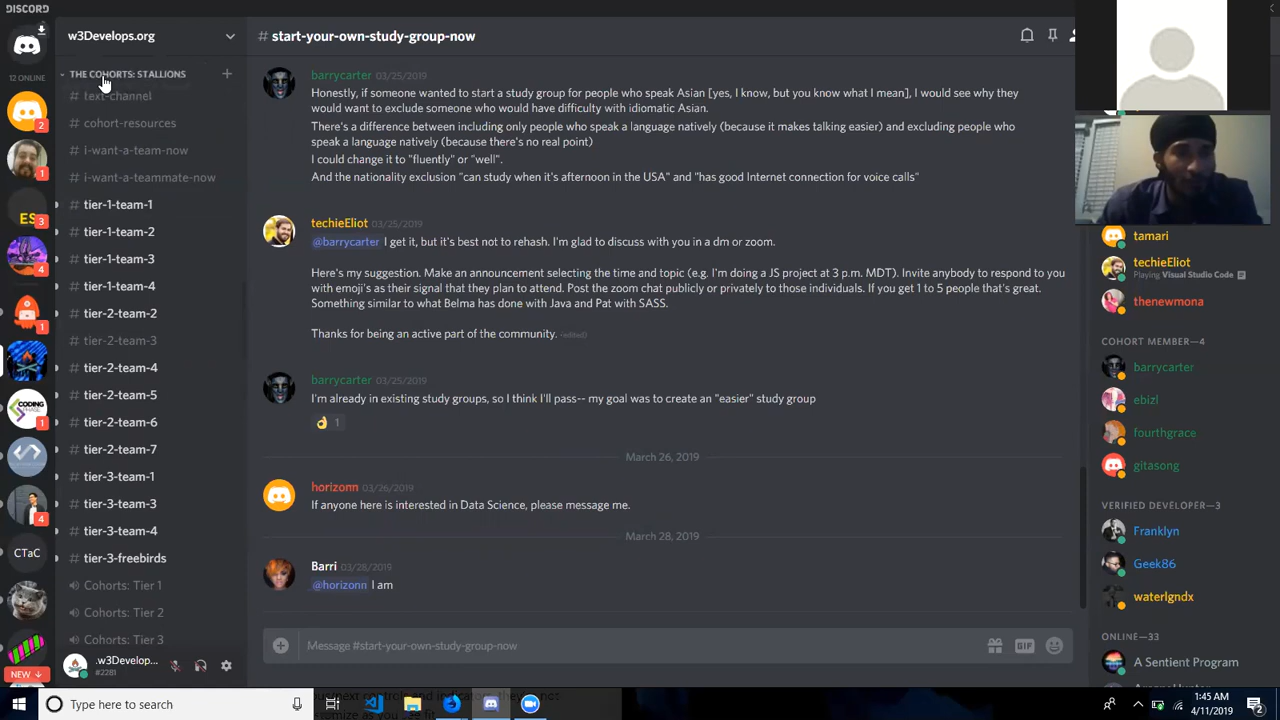 DISCORD
12 ONLINE
2
1
ES
3
4
1
CODING PHASE
1
4
CTaC
NEW ↓
w3Develops.org
THE COHORTS: STALLIONS
# text-channel
# cohort-resources
# i-want-a-team-now
# i-want-a-teammate-now
# tier-1-team-1
# tier-1-team-2
# tier-1-team-3
# tier-1-team-4
# tier-2-team-2
# tier-2-team-3
# tier-2-team-4
# tier-2-team-5
# tier-2-team-6
# tier-2-team-7
# tier-3-team-1
# tier-3-team-3
# tier-3-team-4
# tier-3-freebirds
Cohorts: Tier 1
Cohorts: Tier 2
Cohorts: Tier 3
.w3Develop...
#2281
# start-your-own-study-group-now
barrycarter 03/25/2019
Honestly, if someone wanted to start a study group for people who speak Asian [yes, I know, but you know what I mean], I would see why they
would want to exclude someone who would have difficulty with idiomatic Asian.
There's a difference between including only people who speak a language natively (because it makes talking easier) and excluding people who
speak a language natively (because there's no real point)
I could change it to "fluently" or "well".
And the nationality exclusion "can study when it's afternoon in the USA" and "has good Internet connection for voice calls"
techieEliot 03/25/2019
@barrycarter I get it, but it's best not to rehash. I'm glad to discuss with you in a dm or zoom.
Here's my suggestion. Make an announcement selecting the time and topic (e.g. I'm doing a JS project at 3 p.m. MDT). Invite anybody to respond to you
with emoji's as their signal that they plan to attend. Post the zoom chat publicly or privately to those individuals. If you get 1 to 5 people that's great.
Something similar to what Belma has done with Java and Pat with SASS.
Thanks for being an active part of the community. (edited)
barrycarter 03/25/2019
I'm already in existing study groups, so I think I'll pass-- my goal was to create an "easier" study group
👌 1
March 26, 2019
horizonn 03/26/2019
If anyone here is interested in Data Science, please message me.
March 28, 2019
Barri 03/28/2019
@horizonn I am
Message #start-your-own-study-group-now
GIF
tamari
techieEliot
Playing Visual Studio Code
thenewmona
COHORT MEMBER—4
barrycarter
ebizl
fourthgrace
gitasong
VERIFIED DEVELOPER—3
Franklyn
Geek86
waterlgndx
ONLINE—33
A Sentient Program
Type here to search
1:45 AM
4/11/2019
2